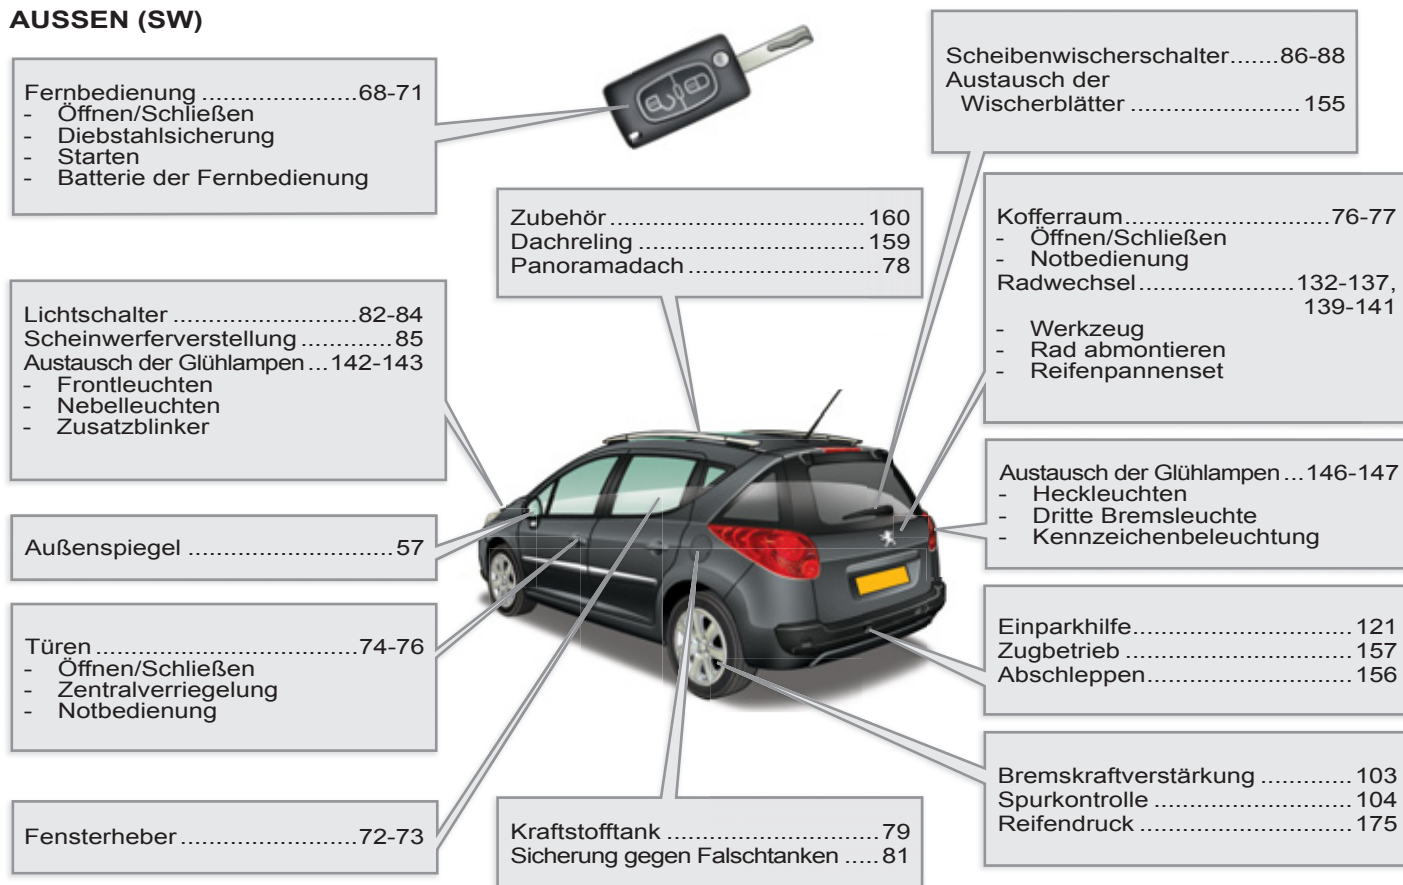 AUSSEN (SW)
Fernbedienung ........................68-71
- Öffnen/Schließen
- Diebstahlsicherung
- Starten
- Batterie der Fernbedienung
Scheibenwischerschalter.......86-88
Austausch der
Wischerblätter ......................... 155
Zubehör .................................... 160
Dachreling ................................ 159
Panoramadach ........................... 78
Kofferraum..............................76-77
- Öffnen/Schließen
- Notbedienung
Radwechsel......................132-137,
139-141
- Werkzeug
- Rad abmontieren
- Reifenpannenset
Lichtschalter ...........................82-84
Scheinwerferverstellung ............. 85
Austausch der Glühlampen ...142-143
- Frontleuchten
- Nebelleuchten
- Zusatzblinker
Austausch der Glühlampen ...146-147
- Heckleuchten
- Dritte Bremsleuchte
- Kennzeichenbeleuchtung
Außenspiegel ............................. 57
Türen ......................................74-76
- Öffnen/Schließen
- Zentralverriegelung
- Notbedienung
Einparkhilfe................................ 121
Zugbetrieb ................................. 157
Abschleppen.............................. 156
Fensterheber ..........................72-73
Kraftstofftank .............................. 79
Sicherung gegen Falschtanken ..... 81
Bremskraftverstärkung ............. 103
Spurkontrolle ............................ 104
Reifendruck .............................. 175